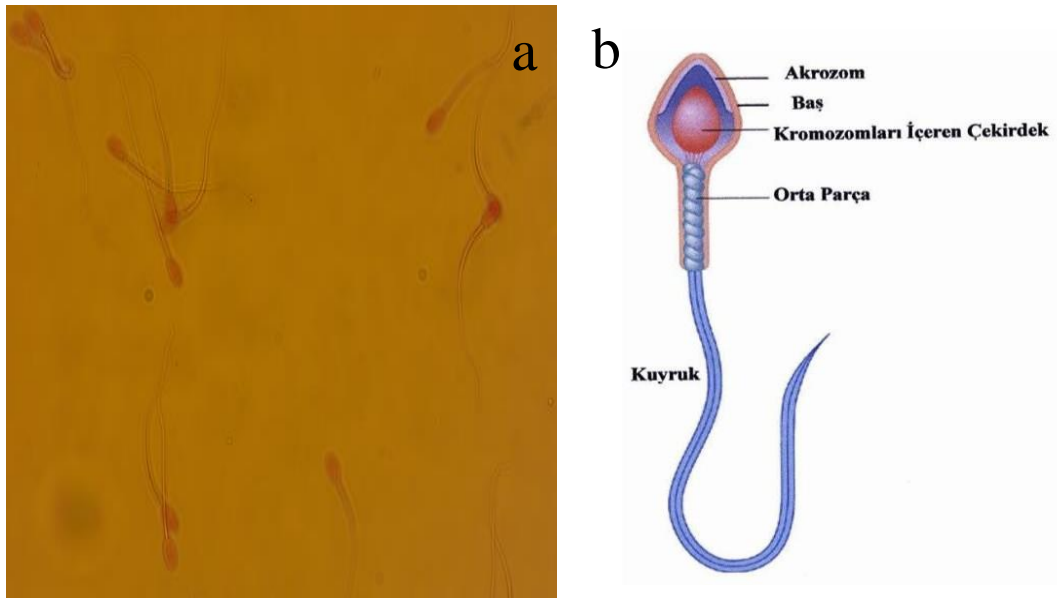 a
b
Akrozom
Baş
Kromozomları İçeren Çekirdek
Orta Parça
Kuyruk